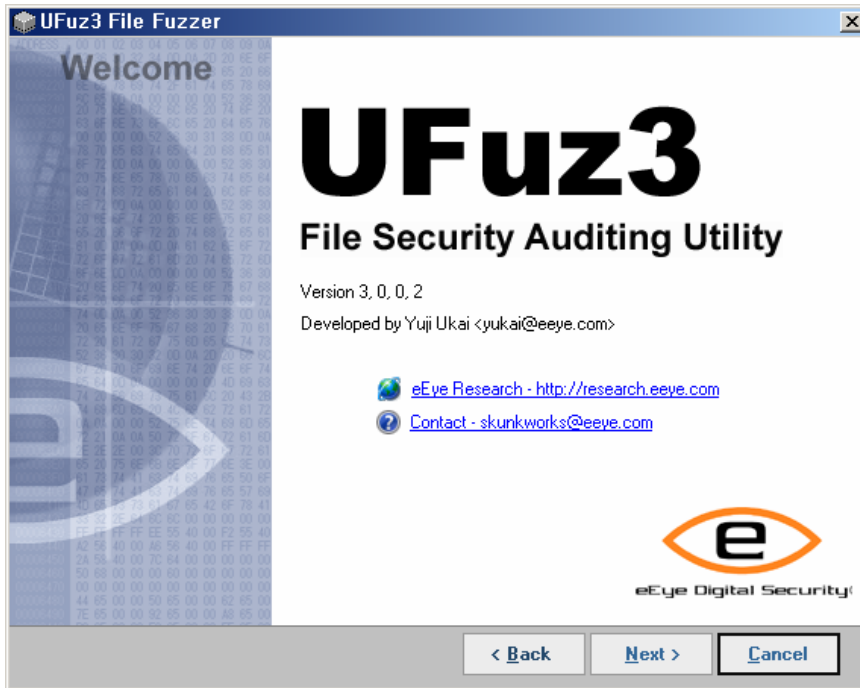 UFuz3 File Fuzzer
Welcome
UFuz3
File Security Auditing Utility
Version 3, 0, 0, 2
Developed by Yuji Ukai <yukai@eeye.com>
eEye Research - http://research.eeye.com
Contact - skunkworks@eeye.com
e
eEye Digital Security
< Back
Next >
Cancel